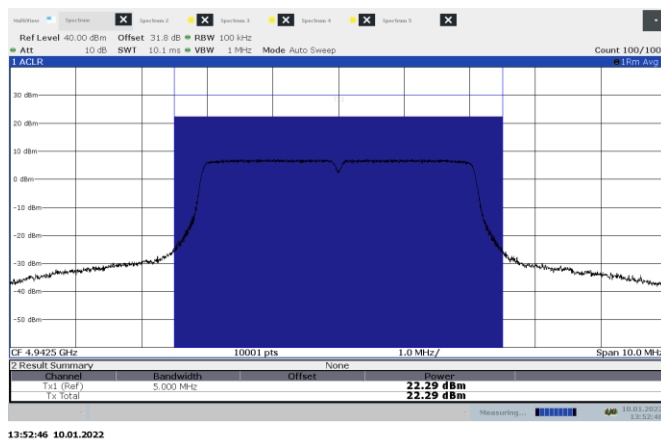 MultiView Spectrum X Spectrum 2 X Spectrum 3 X Spectrum 4 X Spectrum 5 X
Ref Level 40.00 dBm Offset 31.8 dB RBW 100 kHz
Att 10 dB SWT 10.1 ms VBW 1 MHz Mode Auto Sweep Count 100/100
1 ACLR 1Rm Avg
30 dBm
20 dBm
10 dBm
0 dBm
-10 dBm
-20 dBm
-30 dBm
-40 dBm
-50 dBm
CF 4.9425 GHz 10001 pts 1.0 MHz/ Span 10.0 MHz
2 Result Summary None
Channel Bandwidth Offset Power
Tx1 (Ref) 5.000 MHz 22.29 dBm
Tx Total 22.29 dBm
Measuring... 10.01.2022
13:52:46
13:52:46 10.01.2022